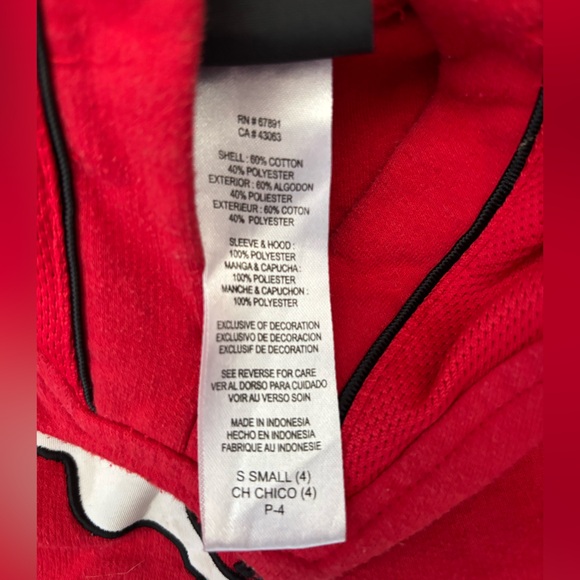 RN # 67891
CA # 43063
SHELL : 60% COTTON
40% POLYESTER
EXTERIOR : 60% ALGODON
40% POLIESTER
EXTERIEUR : 60% COTON
40% POLYESTER
SLEEVE & HOOD :
100% POLYESTER
MANGA & CAPUCHA :
100% POLIESTER
MANCHE & CAPUCHON :
100% POLYESTER
EXCLUSIVE OF DECORATION
EXCLUSIVO DE DECORACION
EXCLUSIF DE DECORATION
SEE REVERSE FOR CARE
VER AL DORSO PARA CUIDADO
VOIR AU VERSO SOIN
MADE IN INDONESIA
HECHO EN INDONESIA
FABRIQUE AU INDONESIE
S SMALL (4)
CH CHICO (4)
P-4